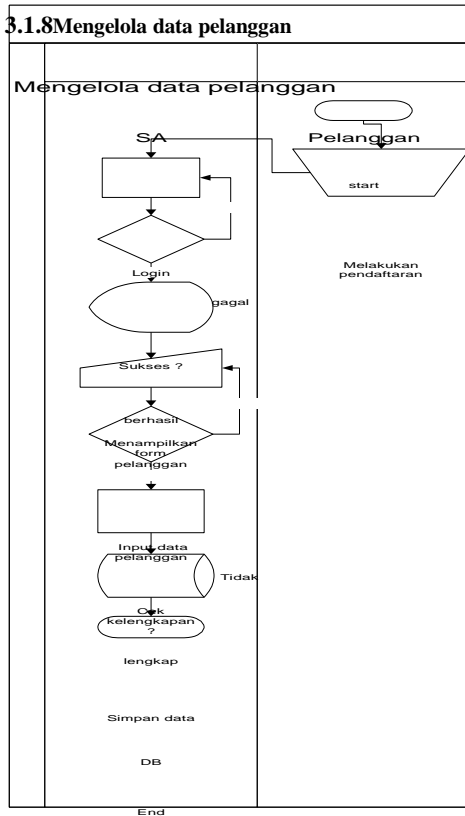 3.1.8Mengelola data pelanggan
Mengelola data pelanggan
SA
Pelanggan
start
Melakukan
pendaftaran
Login
gagal
Sukses ?
berhasil
Menampilkan
form
pelanggan
Input data
pelanggan
Tidak
Cek
kelengkapan
?
lengkap
Simpan data
DB
End